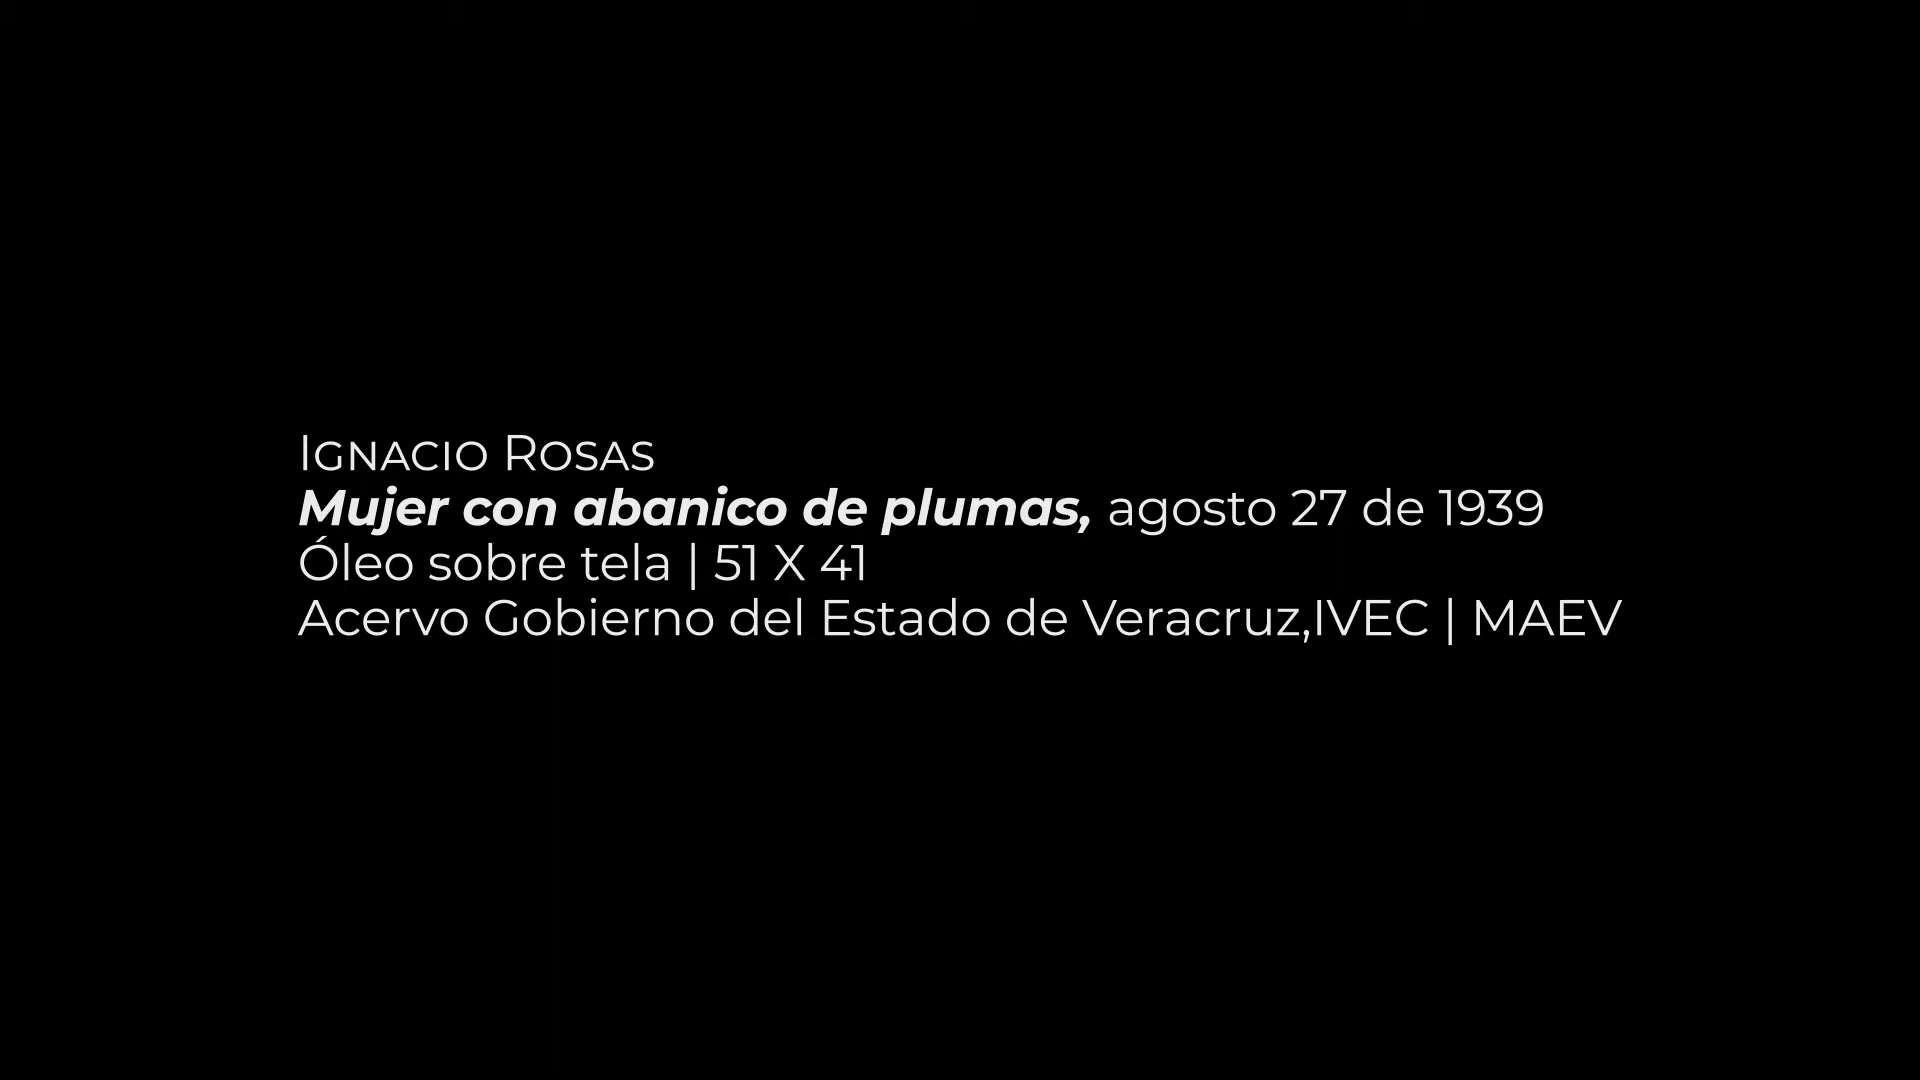 Ignacio Rosas
Mujer con abanico de plumas, agosto 27 de 1939
Óleo sobre tela | 51 X 41
Acervo Gobierno del Estado de Veracruz,IVEC | MAEV